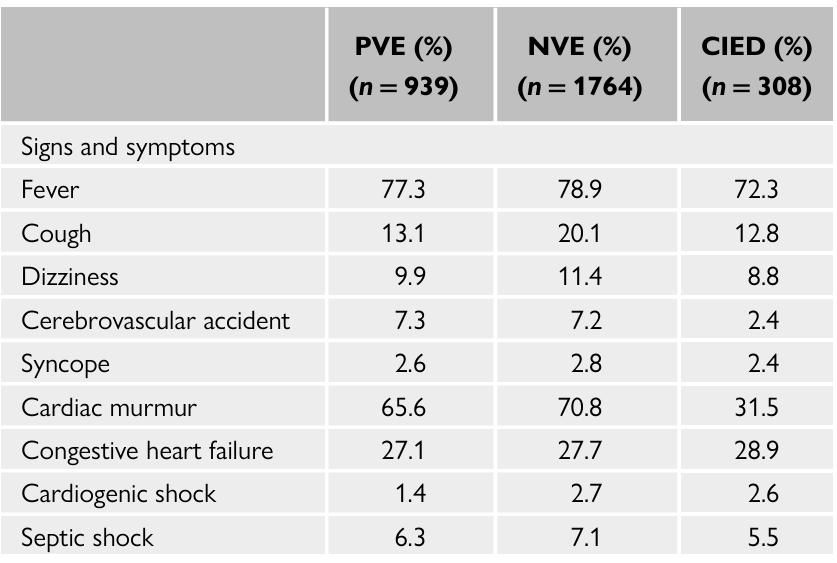 PVE (%) NVE (%) CIED (%)
(n = 939) (n = 1764) (n = 308)
Signs and symptoms
Fever 77.3 78.9 72.3
Cough 13.1 20.1 12.8
Dizziness 9.9 11.4 8.8
Cerebrovascular accident 7.3 7.2 2.4
Syncope 2.6 2.8 2.4
Cardiac murmur 65.6 70.8 31.5
Congestive heart failure 27.1 27.7 28.9
Cardiogenic shock 1.4 2.7 2.6
Septic shock 6.3 7.1 5.5